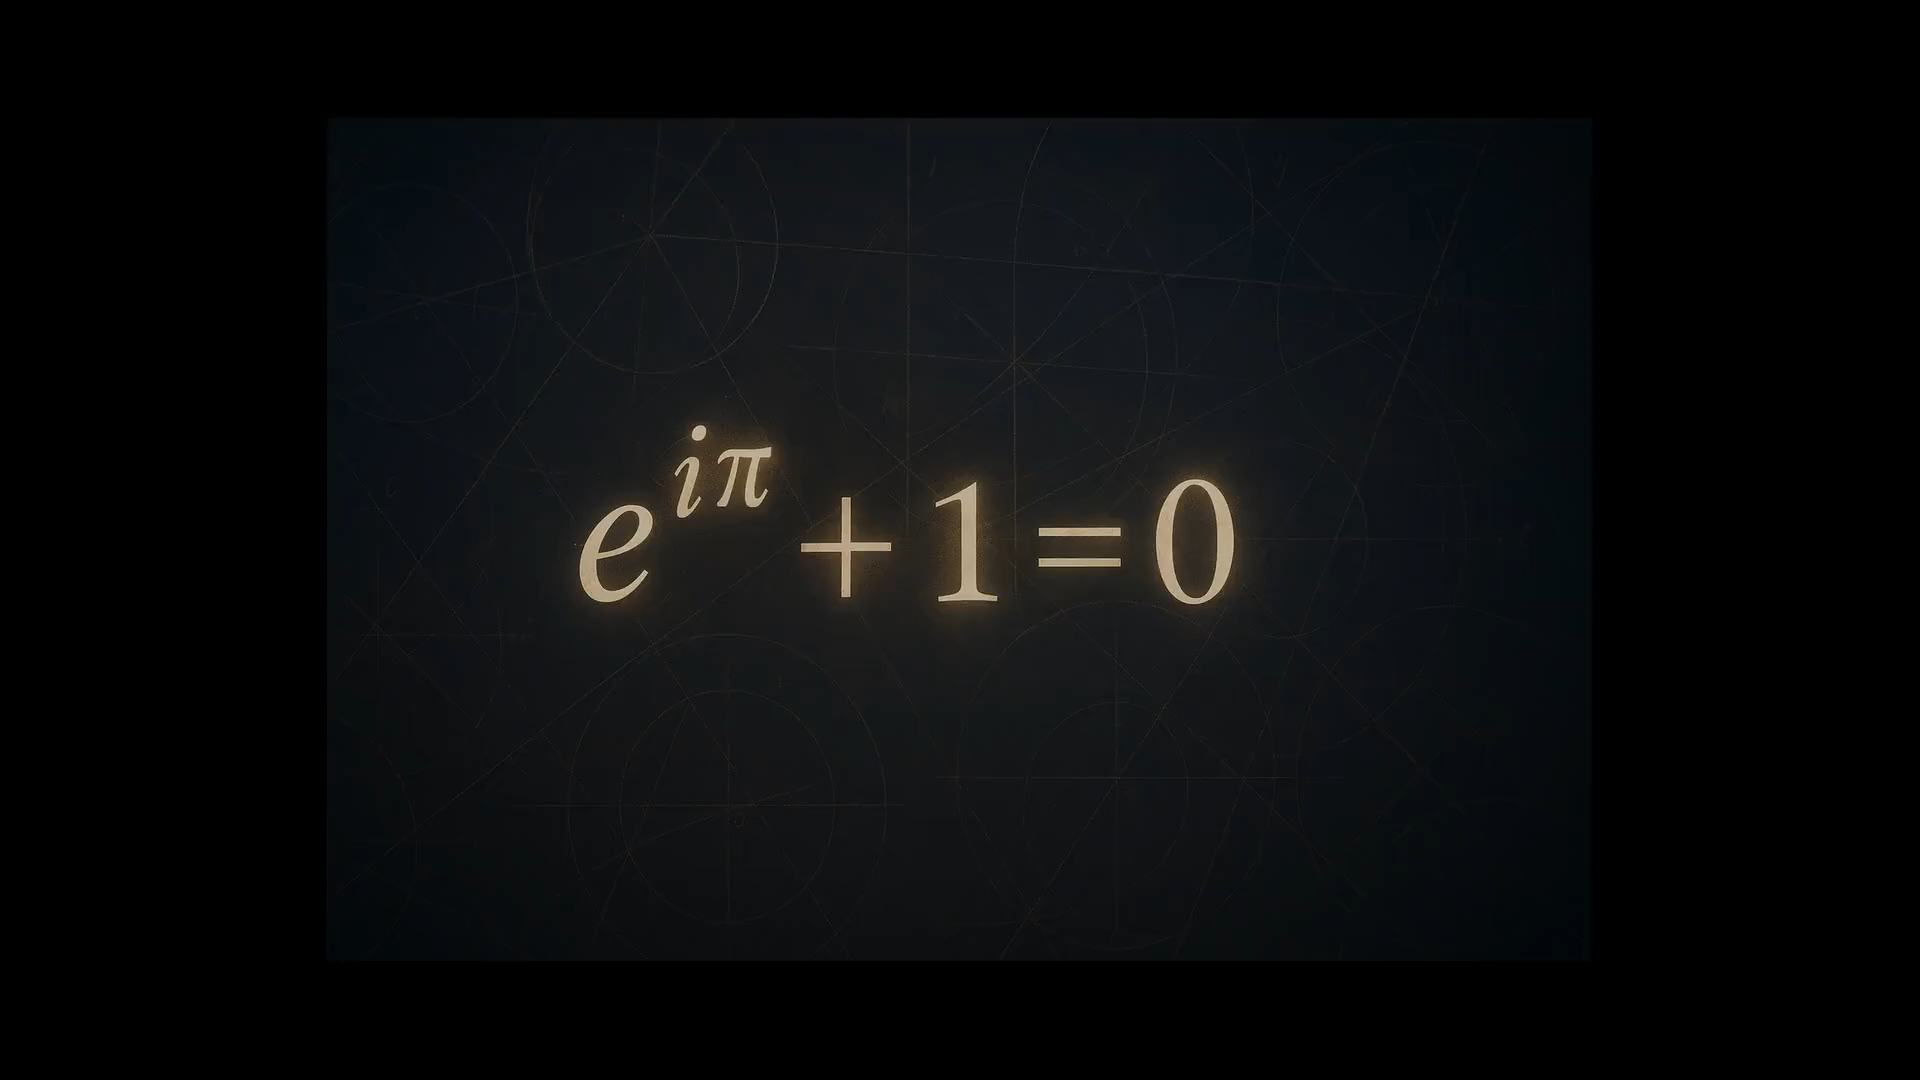 e^{iπ} + 1 = 0